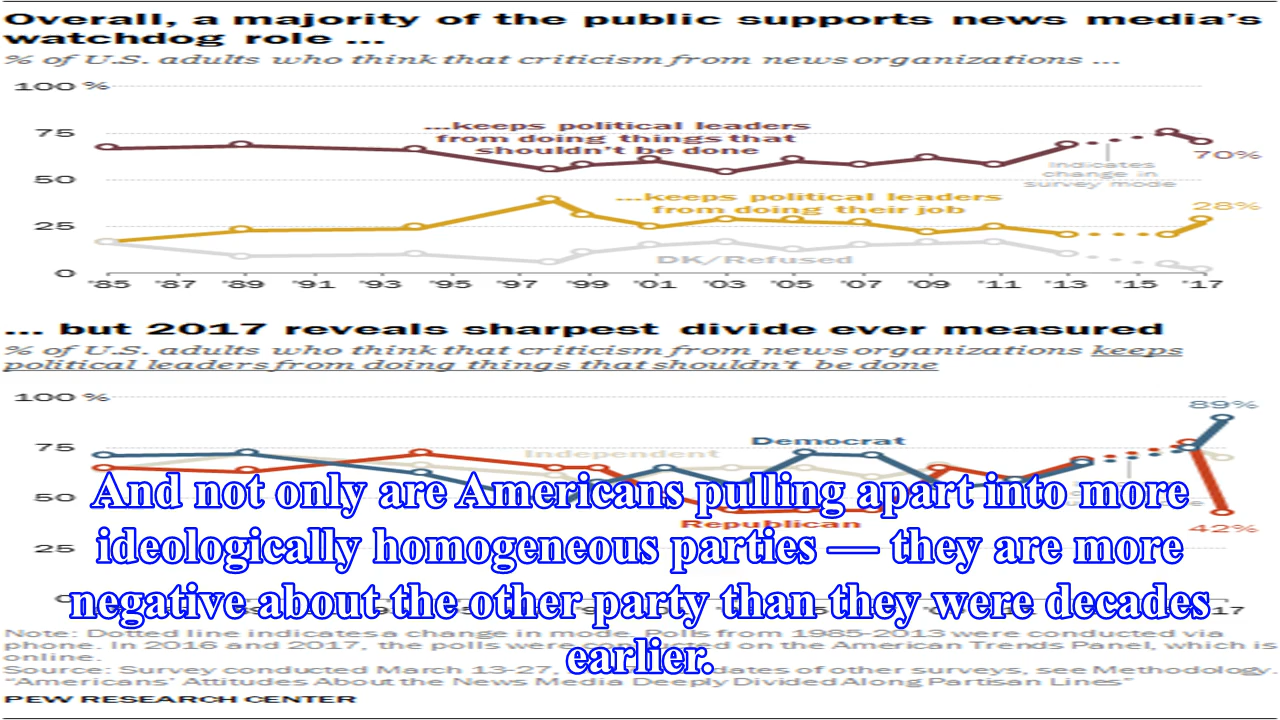 Overall, a majority of the public supports news media's
watchdog role ...
% of U.S. adults who think that criticism from news organizations ...
100 %
75
50
25
0
...keeps political leaders
from doing things that
shouldn't be done
Indicates
change in
survey mode
70%
...keeps political leaders
from doing their job
28%
DK/Refused
'85 '87 '89 '91 '93 '95 '97 '99 '01 '03 '05 '07 '09 '11 '13 '15 '17
... but 2017 reveals sharpest divide ever measured
% of U.S. adults who think that criticism from news organizations keeps
political leaders from doing things that shouldn't be done
100 %
75
50
25
89%
Democrat
Independent
Republican
42%
And not only are Americans pulling apart into more
ideologically homogeneous parties — they are more
negative about the other party than they were decades
earlier.
Note: Dotted line indicates a change in mode. Polls from 1985-2013 were conducted via
phone. In 2016 and 2017, the polls were on the American Trends Panel, which is
online.
Source: Survey conducted March 13-27, of other surveys, see Methodology.
"Americans' Attitudes About the News Media Deeply Divided Along Partisan Lines"
PEW RESEARCH CENTER